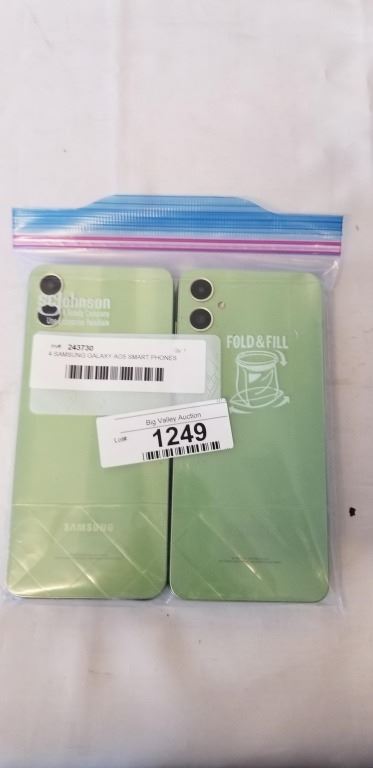 SC Johnson
A Family Company
FOLD & FILL
Inv# 243730
4 SAMSUNG GALAXY A05 SMART PHONES
Big Valley Auction
Lot# 1249
SAMSUNG